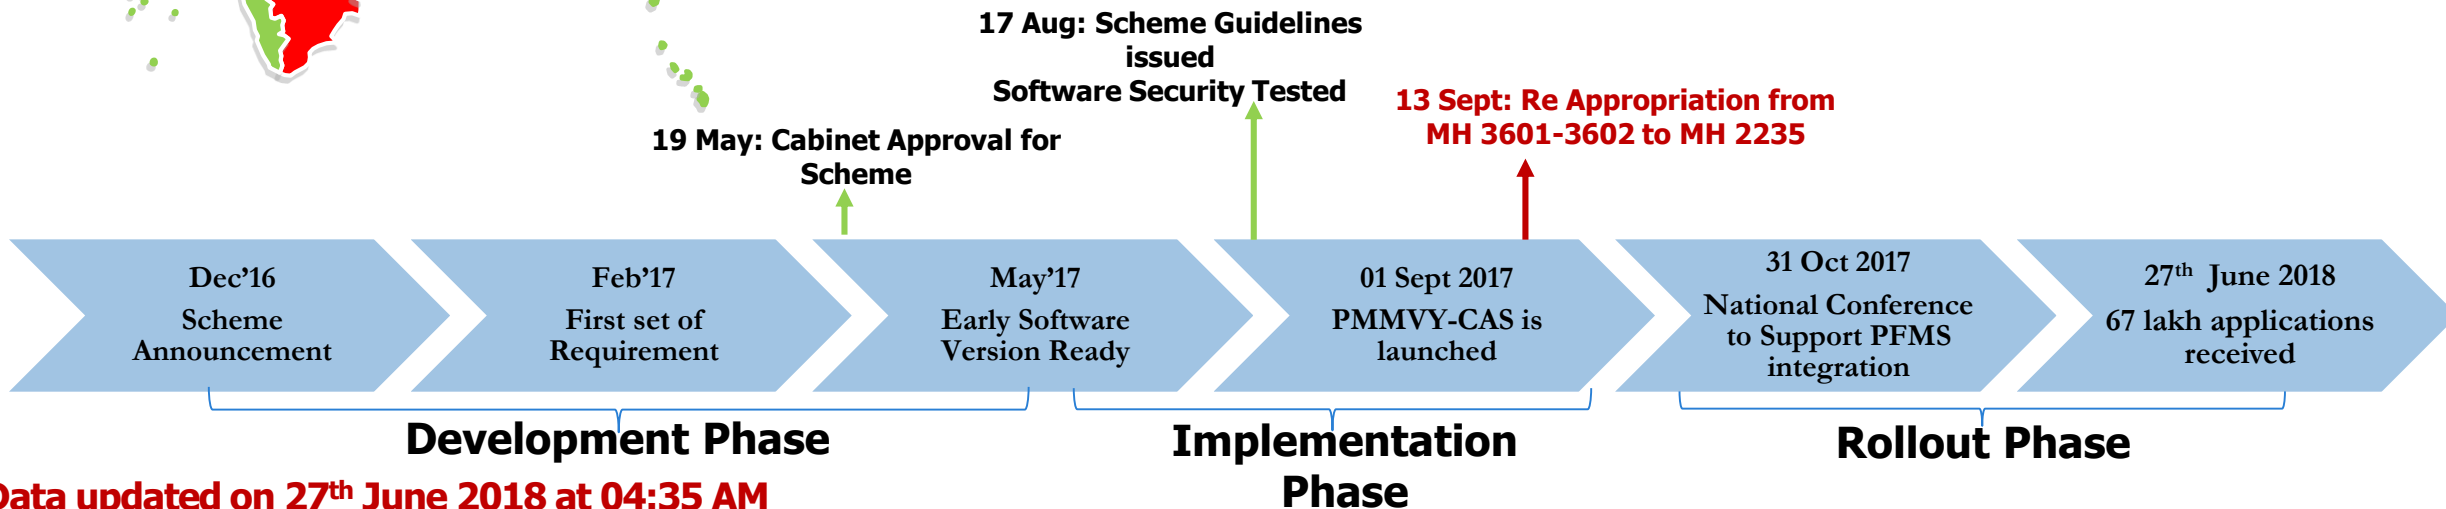 17 Aug: Scheme Guidelines
issued
Software Security Tested
13 Sept: Re Appropriation from
MH 3601-3602 to MH 2235
19 May: Cabinet Approval for
Scheme
Dec’16
Scheme
Announcement
Feb’17
First set of
Requirement
May’17
Early Software
Version Ready
01 Sept 2017
PMMVY-CAS is
launched
31 Oct 2017
National Conference
to Support PFMS
integration
27th June 2018
67 lakh applications
received
Development Phase
Implementation
Phase
Rollout Phase
Data updated on 27th June 2018 at 04:35 AM